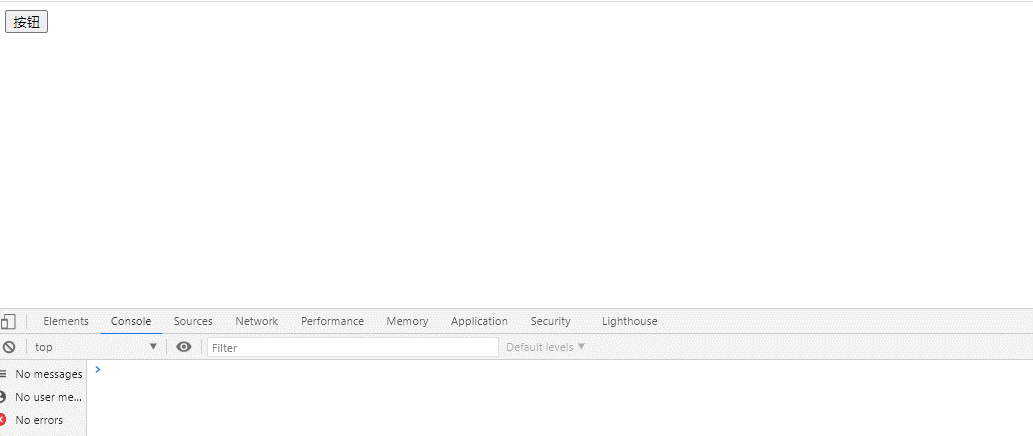 按钮
Elements Console Sources Network Performance Memory Application Security Lighthouse
top ▼ Filter Default levels ▼
No messages
No user me...
No errors